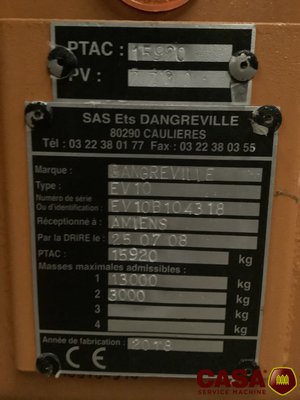 PTAC : 15920
PV :
SAS Ets DANGREVILLE
80290 CAULIERES
Tél : 03 22 38 01 77 Fax : 03 22 38 03 55
Marque : DANGREVILLE
Type : EV10
Numéro de série
Ou d'identification : EV10B104318
Réceptionné à : AMIENS
Par la DRiRE le : 25 07 08
PTAC : 15920 kg
Masses maximales admissibles :
1 13000 kg
2 3000 kg
3 kg
4 kg
Année de fabrication : 2018
CE
CASA
SERVICE MACHINE